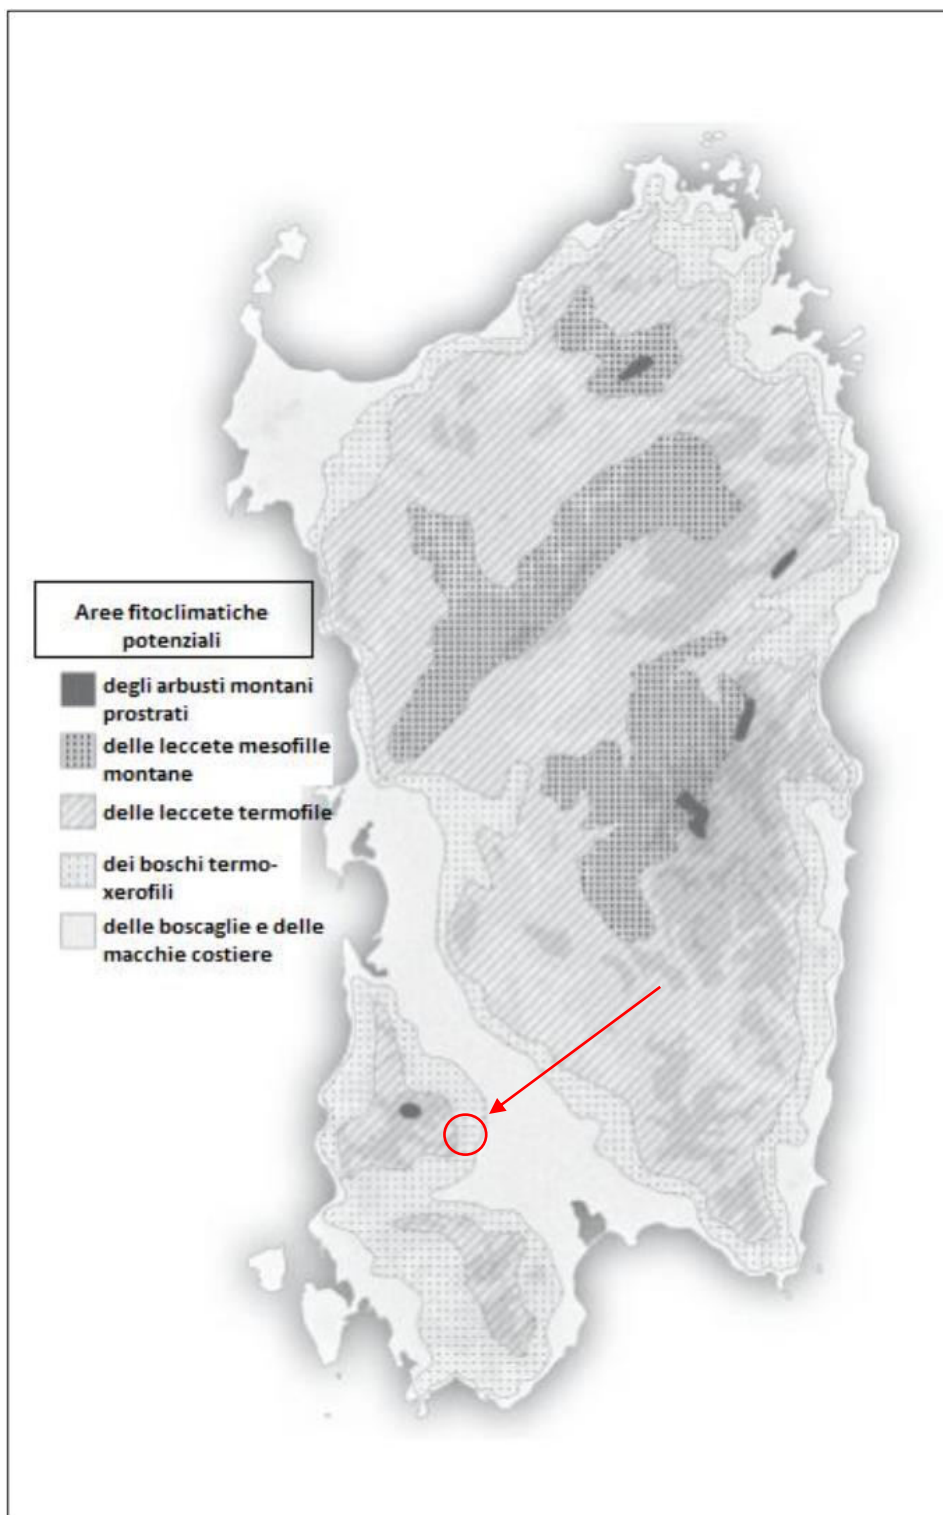 Aree fitoclimatiche
potenziali
degli arbusti montani
prostrati
delle leccete mesofille
montane
delle leccete termofile
dei boschi termo-
xerofili
delle boscaglie e delle
macchie costiere